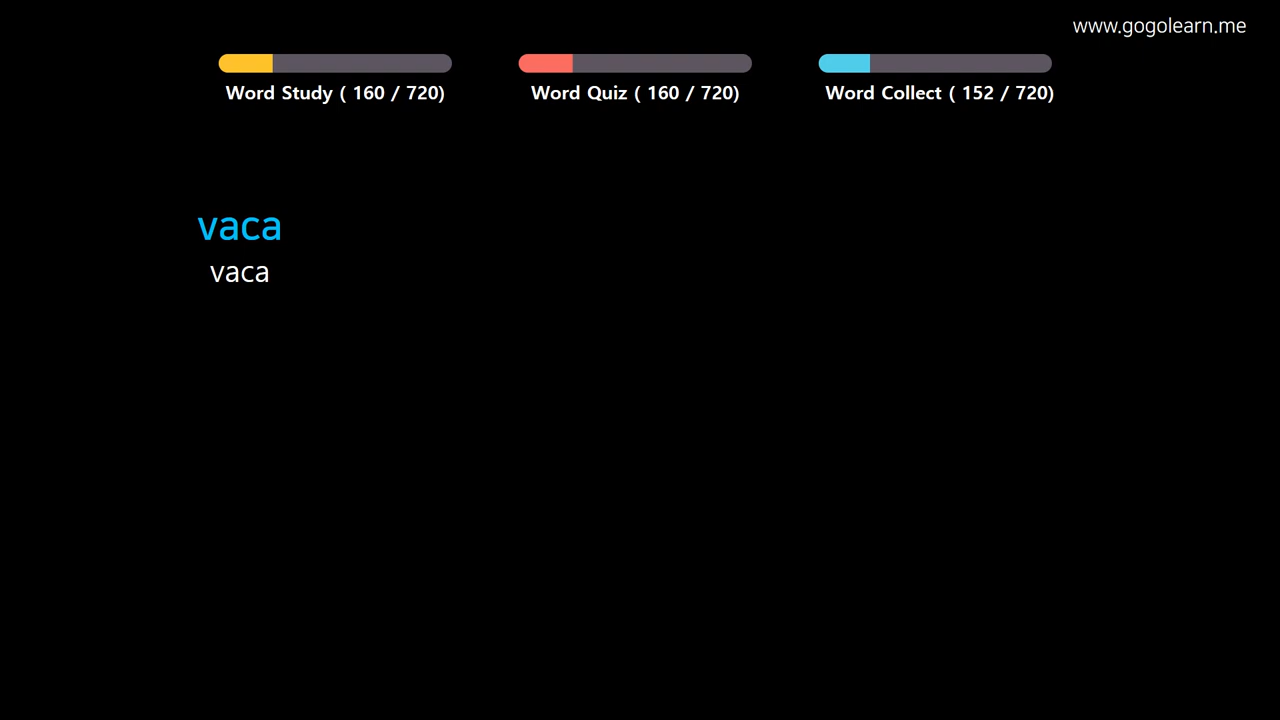 www.gogolearn.me
Word Study ( 160 / 720)
Word Quiz ( 160 / 720)
Word Collect ( 152 / 720)
vaca
vaca